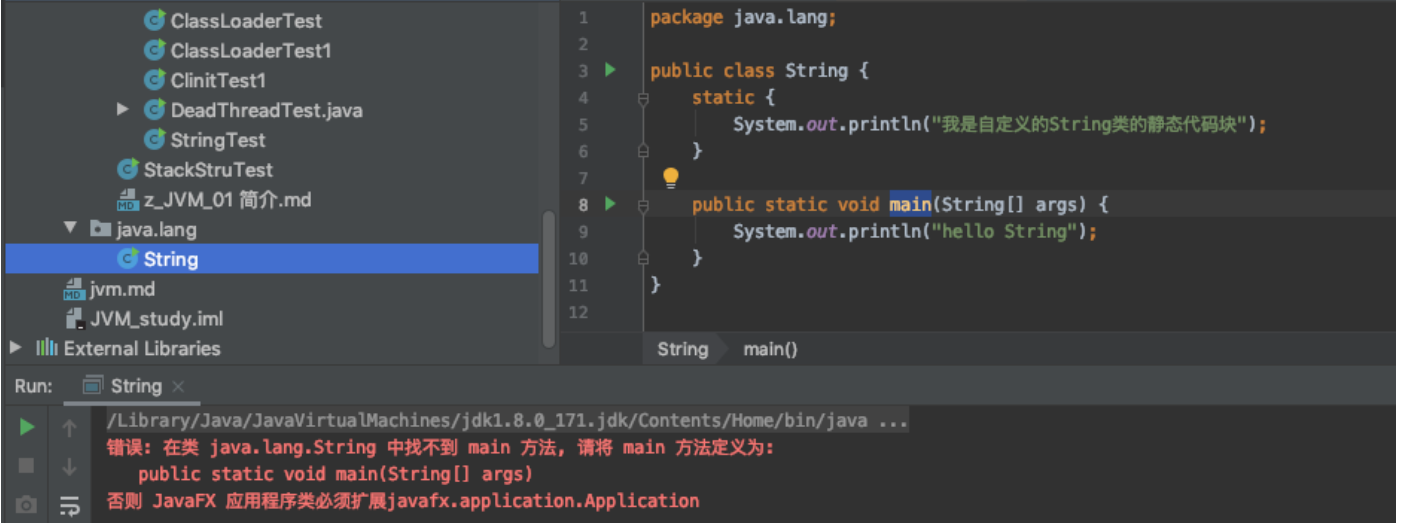 ClassLoaderTest
ClassLoaderTest1
ClinitTest1
DeadThreadTest.java
StringTest
StackStruTest
MD z_JVM_01 简介.md
java.lang
String
MD jvm.md
JVM_study.iml
External Libraries
1 package java.lang;
2
3 public class String {
4 static {
5 System.out.println("我是自定义的String类的静态代码块");
6 }
7
8 public static void main(String[] args) {
9 System.out.println("hello String");
10 }
11 }
12
String main()
Run: String ×
/Library/Java/JavaVirtualMachines/jdk1.8.0_171.jdk/Contents/Home/bin/java ...
错误: 在类 java.lang.String 中找不到 main 方法, 请将 main 方法定义为:
public static void main(String[] args)
否则 JavaFX 应用程序类必须扩展javafx.application.Application